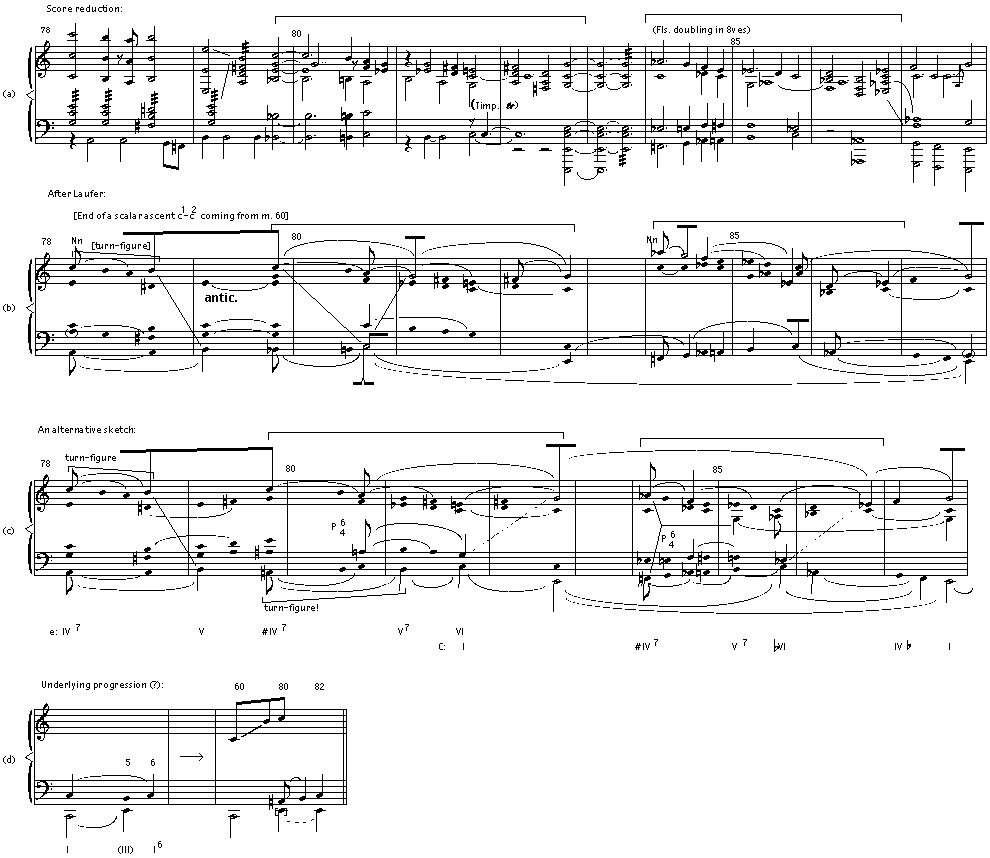 Score reduction:
78
80
(Fls. doubling in 8ves)
85
(a)
(Timp.
After Laufer:
[End of a scalar ascent c1-c2 coming from m. 60]
78
Nn
[turn-figure]
80
Nn
85
antic.
(b)
An alternative sketch:
78
turn-figure
80
85
P 6
4
P 6
4
(c)
turn-figure!
e: IV 7
V
#IV 7
V 7
VI
C: I
#IV 7
V 7
♭VI
IV ♭
I
Underlying progression (?):
60
80
82
(d)
5
6
I
(III)
I 6